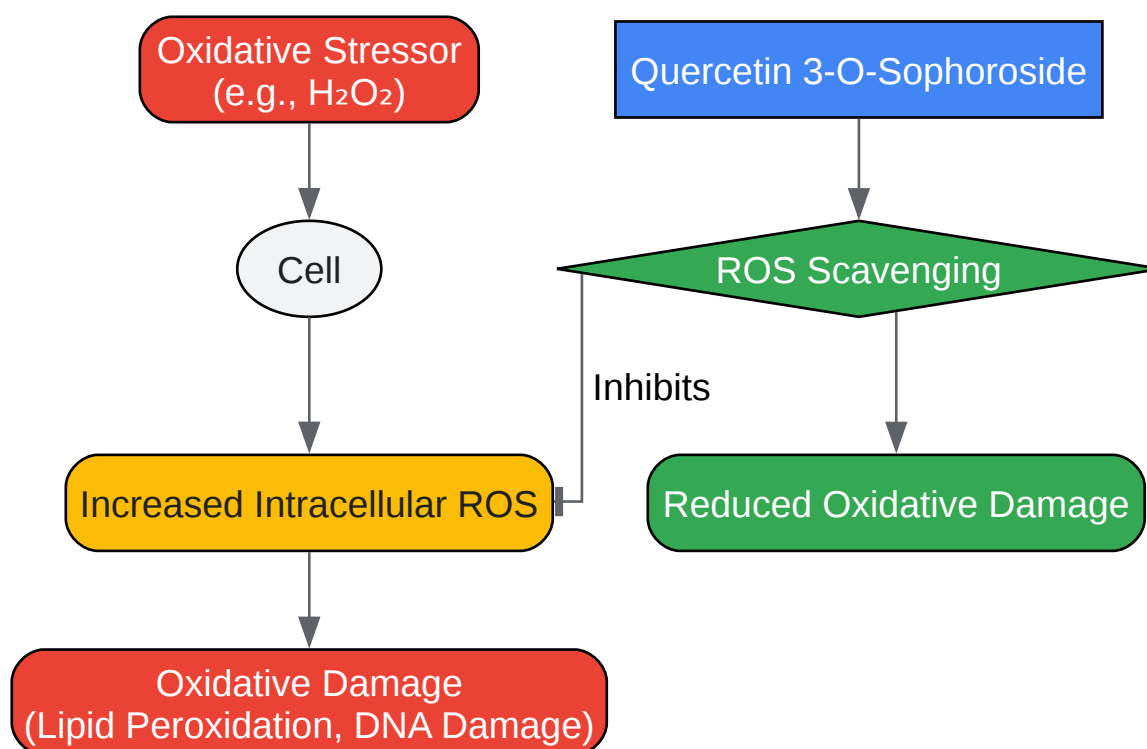 Oxidative Stressor
(e.g., H₂O₂)
Quercetin 3-O-Sophoroside
Cell
ROS Scavenging
Inhibits
Increased Intracellular ROS
Reduced Oxidative Damage
Oxidative Damage
(Lipid Peroxidation, DNA Damage)